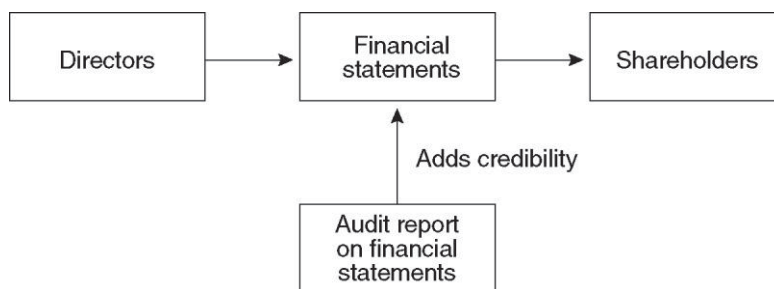 Directors
Financial
statements
Shareholders
Adds credibility
Audit report
on financial
statements